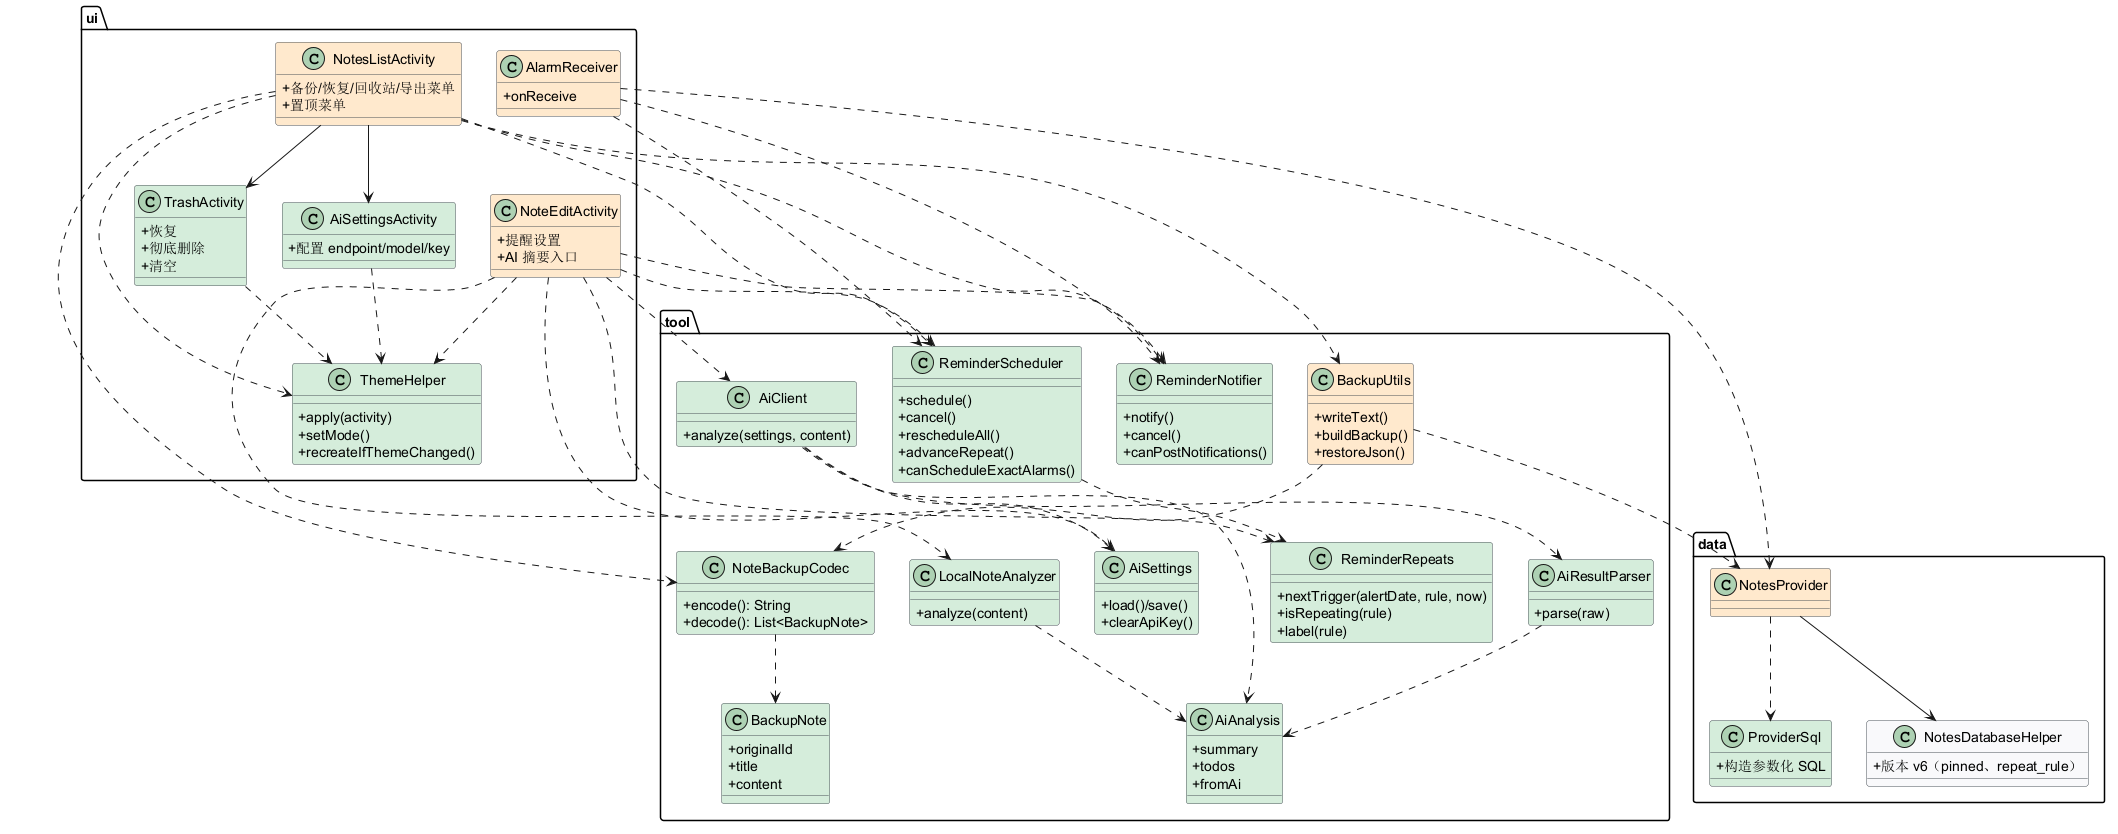 ui
C NotesListActivity
+备份/恢复/回收站/导出菜单
+置顶菜单
C AlarmReceiver
+onReceive
C TrashActivity
+恢复
+彻底删除
+清空
C AiSettingsActivity
+配置 endpoint/model/key
C NoteEditActivity
+提醒设置
+AI 摘要入口
C ThemeHelper
+apply(activity)
+setMode()
+recreateIfThemeChanged()
tool
C AiClient
+analyze(settings, content)
C ReminderScheduler
+schedule()
+cancel()
+rescheduleAll()
+advanceRepeat()
+canScheduleExactAlarms()
C ReminderNotifier
+notify()
+cancel()
+canPostNotifications()
C BackupUtils
+writeText()
+buildBackup()
+restoreJson()
C NoteBackupCodec
+encode(): String
+decode(): List<BackupNote>
C LocalNoteAnalyzer
+analyze(content)
C AiSettings
+load()/save()
+clearApiKey()
C ReminderRepeats
+nextTrigger(alertDate, rule, now)
+isRepeating(rule)
+label(rule)
C AiResultParser
+parse(raw)
C BackupNote
+originalId
+title
+content
C AiAnalysis
+summary
+todos
+fromAi
data
C NotesProvider
C ProviderSql
+构造参数化 SQL
C NotesDatabaseHelper
+版本 v6（pinned、repeat_rule）